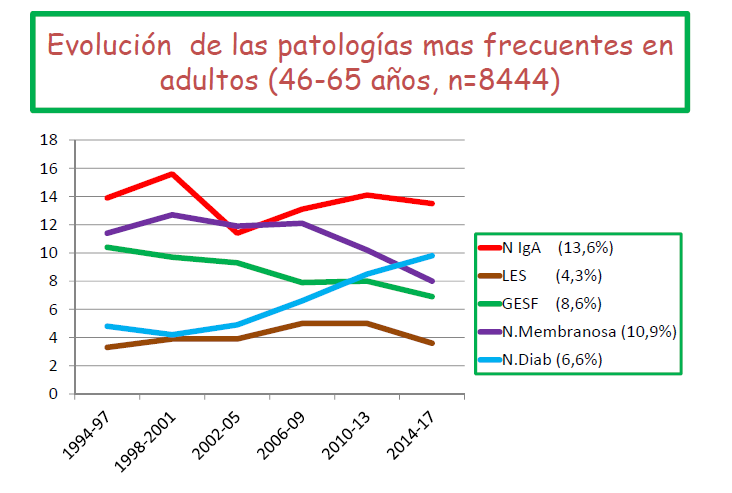 Evolución de las patologías mas frecuentes en
adultos (46-65 años, n=8444)
18
16
14
12
10
8
6
4
2
0
1994-97
1998-2001
2002-05
2006-09
2010-13
2014-17
N IgA (13,6%)
LES (4,3%)
GESF (8,6%)
N.Membranosa (10,9%)
N.Diab (6,6%)